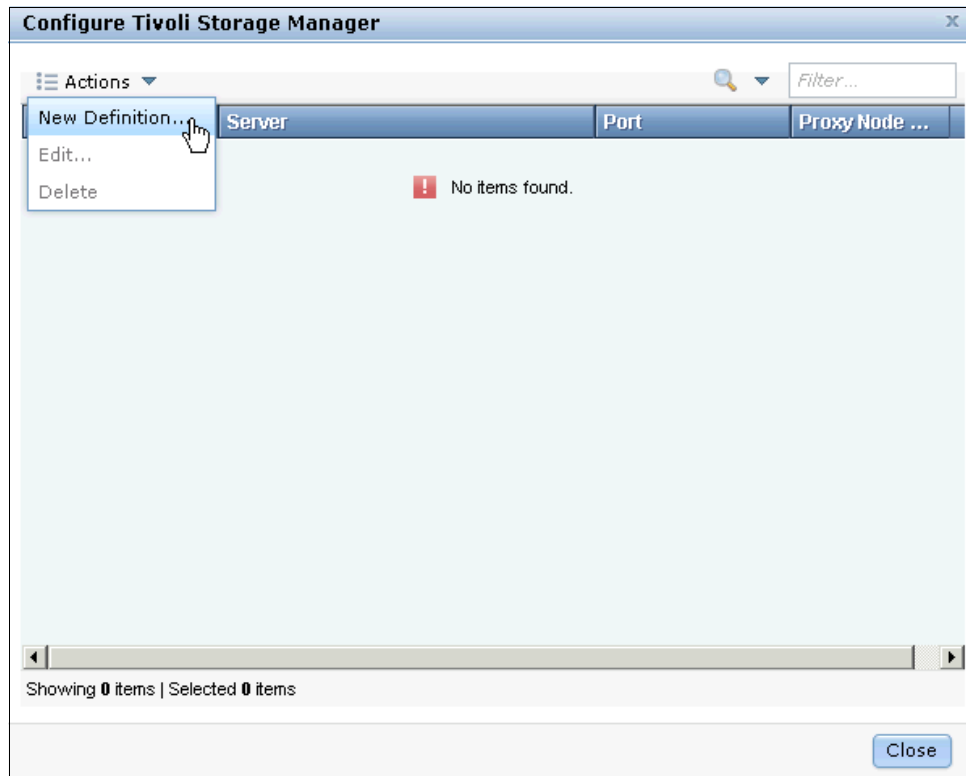 Configure Tivoli Storage Manager
x
Actions
Filter...
New Definition...
Server
Port
Proxy Node ...
Edit...
Delete
No items found.
Showing 0 items | Selected 0 items
Close